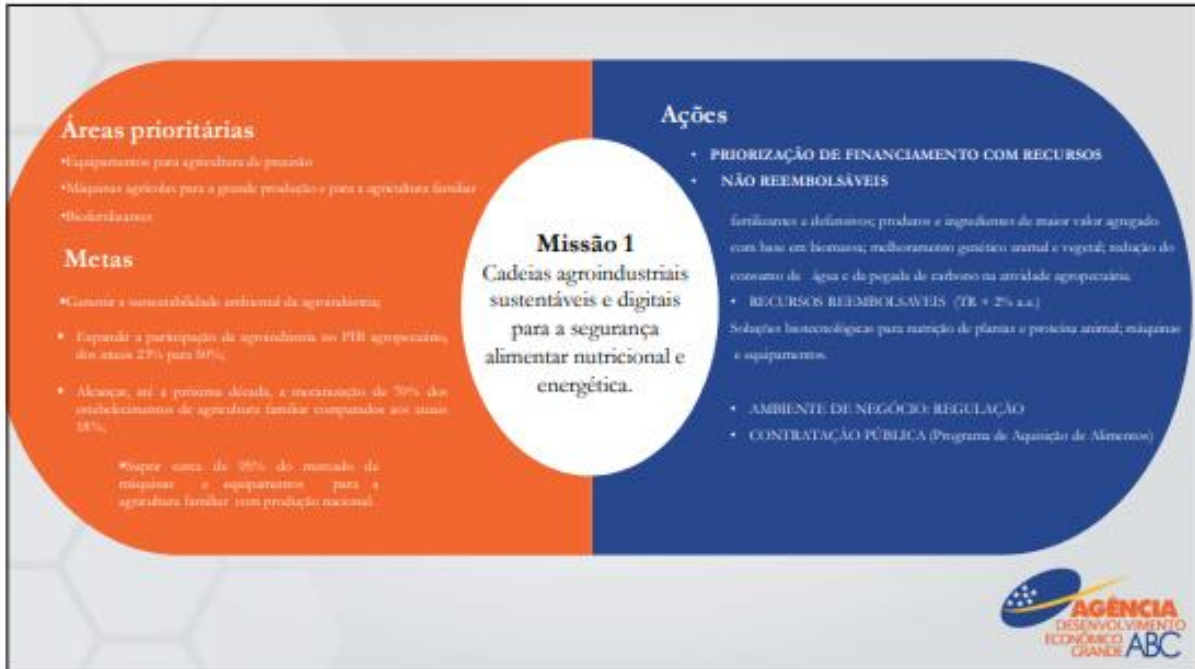 Áreas prioritárias
•Equipamentos para agricultura de precisão
•Máquinas agrícolas para a grande produção e para a agricultura familiar
•Biofertilizantes
Metas
•Garantir a sustentabilidade ambiental da agroindústria;
• Expandir a participação da agroindústria no PIB agropecuário, dos atuais 23% para 50%;
• Alcançar, até a próxima década, a mecanização de 70% dos
estabelecimentos de agricultura familiar comparados aos atuais
18%;
•Suprir cerca de 95% do mercado de
máquinas e equipamentos para a
agricultura familiar com produção nacional.
Missão 1
Cadeias agroindustriais
sustentáveis e digitais
para a segurança
alimentar nutricional e
energética.
Ações
• PRIORIZAÇÃO DE FINANCIAMENTO COM RECURSOS
• NÃO REEMBOLSÁVEIS
fertilizantes e defensivos; produtos e ingredientes de maior valor agregado
com base em biomassa; melhoramento genético animal e vegetal; redução do
consumo de água e da pegada de carbono na atividade agropecuária.
• RECURSOS REEMBOLSAVEIS (TR + 2% a.a.)
Soluções biotecnológicas para nutrição de plantas e proteína animal; máquinas
e equipamentos.
• AMBIENTE DE NEGÓCIO: REGULAÇÃO
• CONTRATAÇÃO PÚBLICA (Programa de Aquisição de Alimentos)
AGÊNCIA
DESENVOLVIMENTO
ECONÔMICO
GRANDE ABC